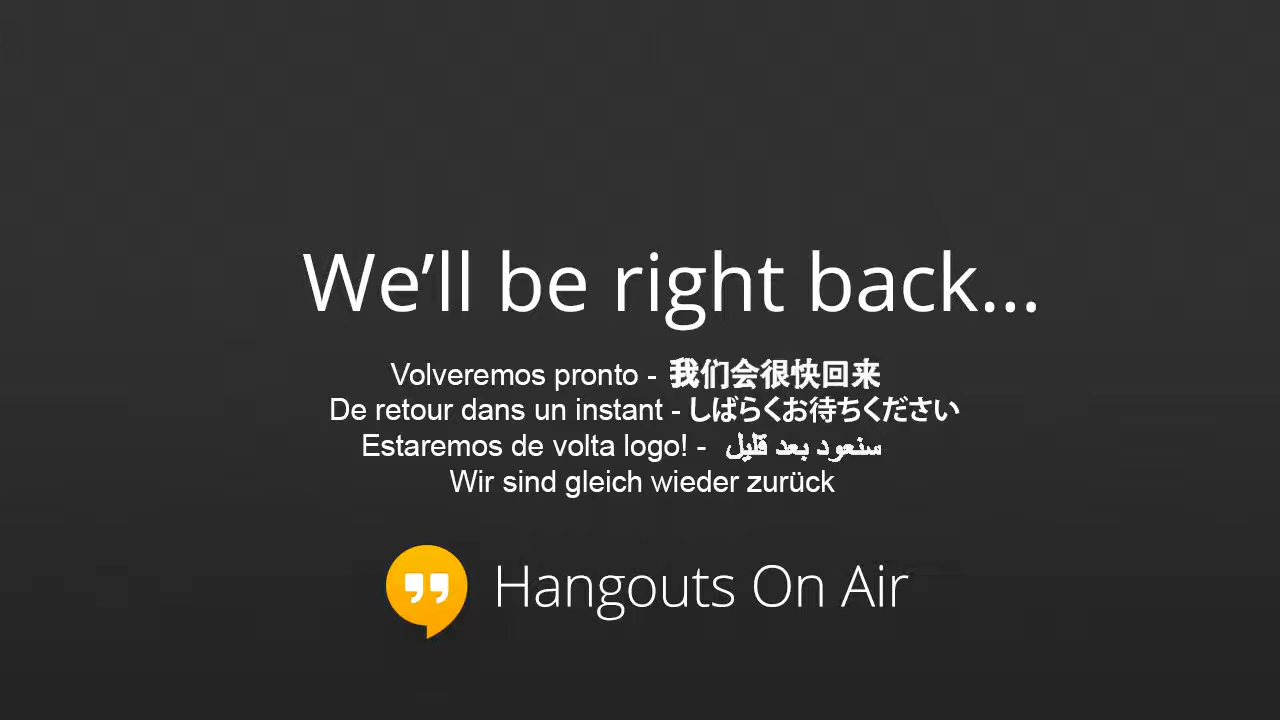 We’ll be right back...
Volveremos pronto - 我们会很快回来
De retour dans un instant - しばらくお待ちください
Estaremos de volta logo! - سنعود بعد قليل
Wir sind gleich wieder zurück
Hangouts On Air